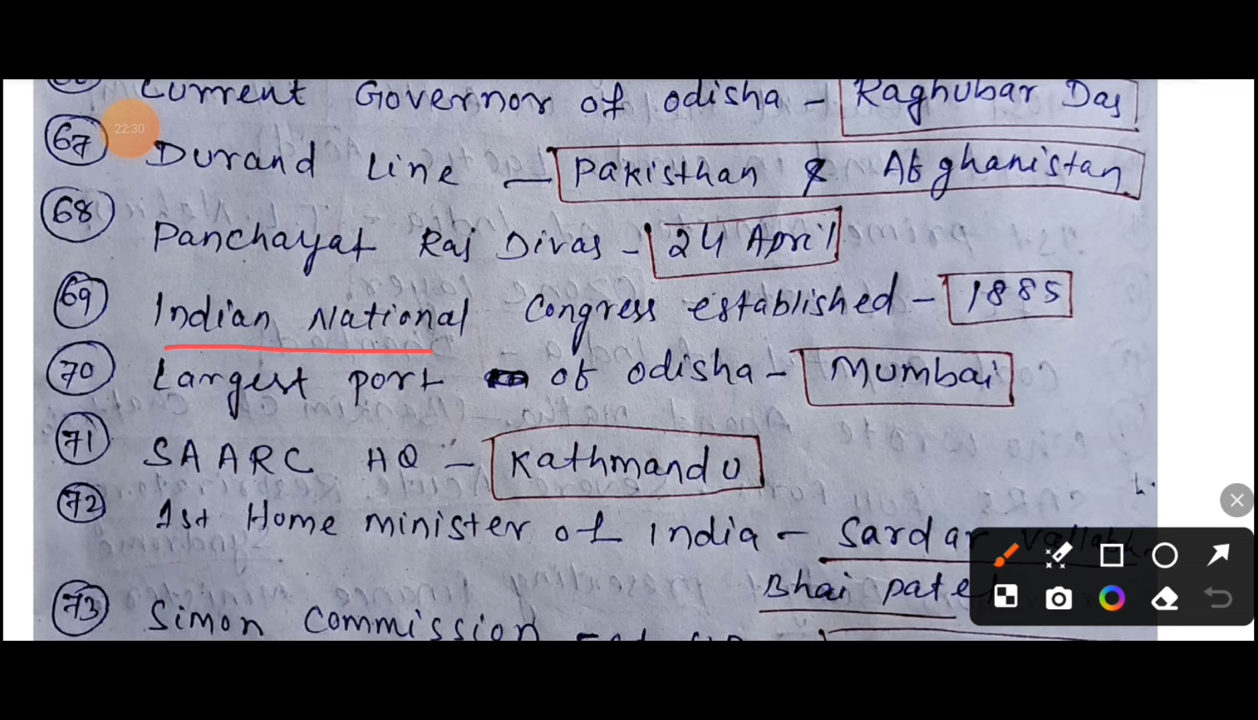 Current Governor of odisha - Raghubar Das
22:30
67 Durand Line - Pakisthan & Afghanistan
68 Panchayat Raj Divas - 24 April
69 Indian National Congress established - 1885
70 Largest port of odisha - Mumbai
71 SAARC HQ - Kathmandu
72 1st Home minister of India - Sardar
Bhai patel
73 Simon Commission